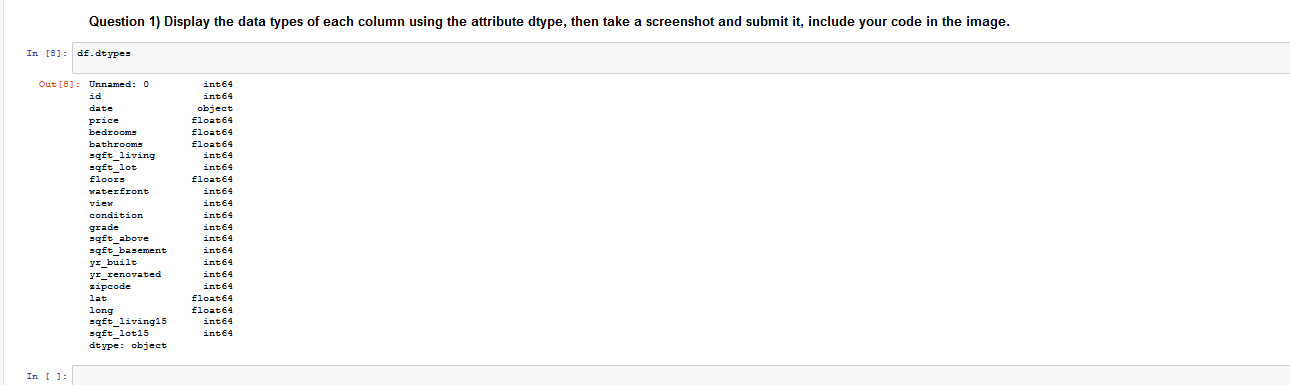 Question 1) Display the data types of each column using the attribute dtype, then take a screenshot and submit it, include your code in the image.
In [8]: df.dtypes
Out[8]: Unnamed: 0 int64
id int64
date object
price float64
bedrooms float64
bathrooms float64
sqft_living int64
sqft_lot int64
floors float64
waterfront int64
view int64
condition int64
grade int64
sqft_above int64
sqft_basement int64
yr_built int64
yr_renovated int64
zipcode int64
lat float64
long float64
sqft_living15 int64
sqft_lot15 int64
dtype: object
In [ ]: